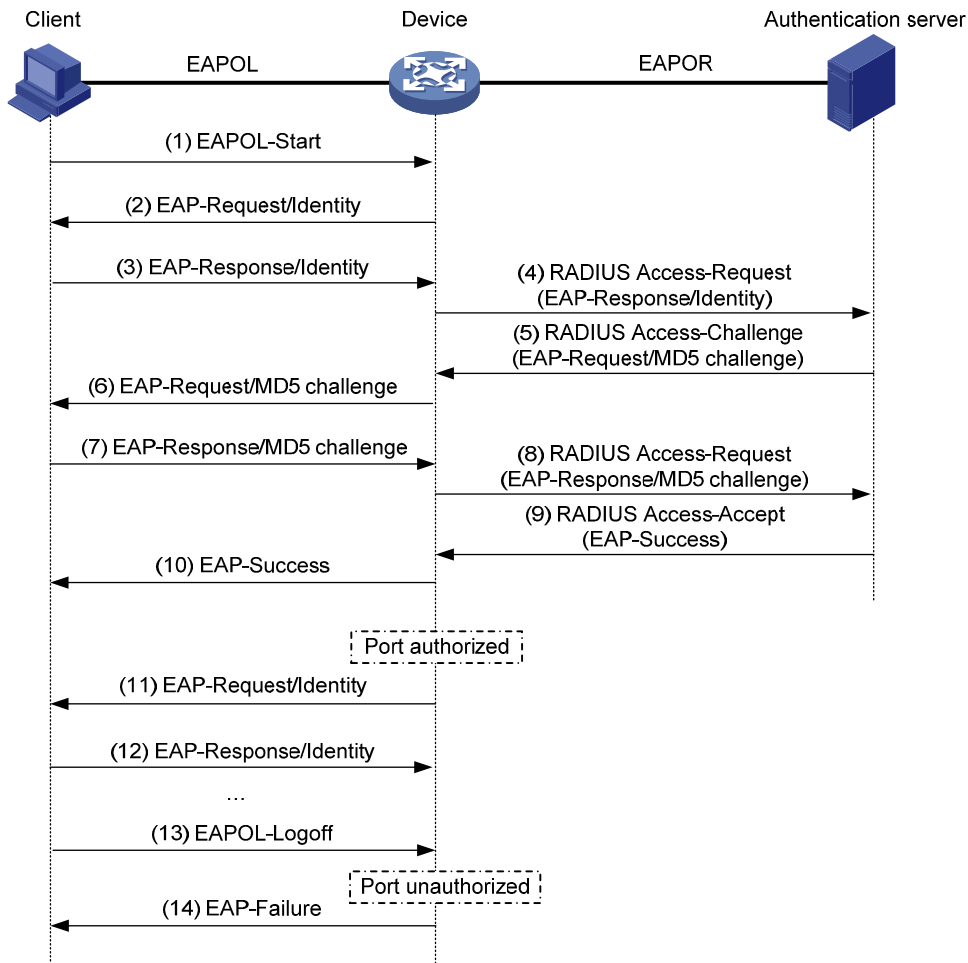 Client
Device
Authentication server
EAPOL
EAPOR
(1) EAPOL-Start
(2) EAP-Request/Identity
(3) EAP-Response/Identity
(4) RADIUS Access-Request
(EAP-Response/Identity)
(5) RADIUS Access-Challenge
(EAP-Request/MD5 challenge)
(6) EAP-Request/MD5 challenge
(7) EAP-Response/MD5 challenge
(8) RADIUS Access-Request
(EAP-Response/MD5 challenge)
(9) RADIUS Access-Accept
(EAP-Success)
(10) EAP-Success
Port authorized
(11) EAP-Request/Identity
(12) EAP-Response/Identity
...
(13) EAPOL-Logoff
Port unauthorized
(14) EAP-Failure